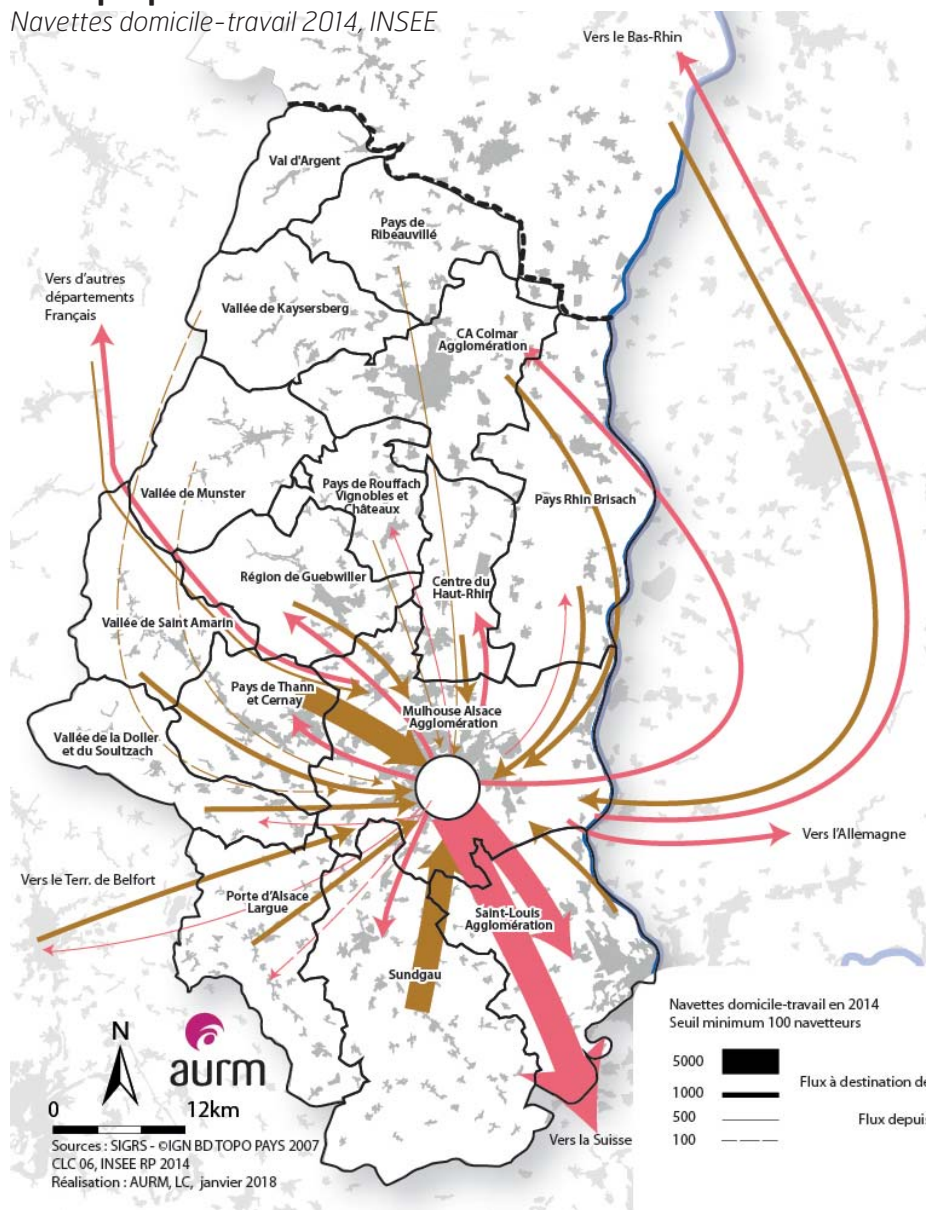 Navettes domicile-travail 2014, INSEE
Vers le Bas-Rhin
Val d'Argent
Pays de
Ribeauvillé
Vers d'autres
départements
Français
Vallée de Kaysersberg
CA Colmar
Agglomération
Vallée de Munster
Pays de Rouffach
Vignobles et
Châteaux
Pays Rhin Brisach
Région de Guebwiller
Centre du
Haut-Rhin
Vallée de Saint Amarin
Pays de Thann
et Cernay
Mulhouse Alsace
Agglomération
Vallée de la Doller
et du Soultzach
Vers l'Allemagne
Vers le Terr. de Belfort
Porte d'Alsace
Largue
Saint-Louis
Agglomération
Sundgau
Navettes domicile-travail en 2014
Seuil minimum 100 navetteurs
5000
1000
500
100
Flux à destination de
Flux depuis
N
aurm
0 12km
Vers la Suisse
Sources : SIGRS - ©IGN BD TOPO PAYS 2007
CLC 06, INSEE RP 2014
Réalisation : AURM, LC, janvier 2018